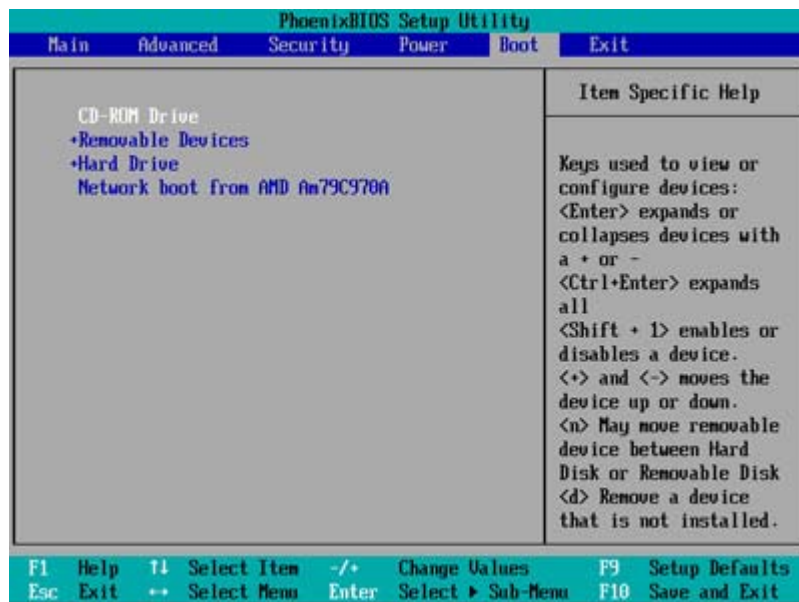 PhoenixBIOS Setup Utility
Main Advanced Security Power Boot Exit
CD-ROM Drive
+Removable Devices
+Hard Drive
Network boot from AMD Am79C970A
Item Specific Help
Keys used to view or
configure devices:
<Enter> expands or
collapses devices with
a + or -
<Ctrl+Enter> expands
all
<Shift + 1> enables or
disables a device.
<+> and <-> moves the
device up or down.
<n> May move removable
device between Hard
Disk or Removable Disk
<d> Remove a device
that is not installed.
F1 Help ↑↓ Select Item -/+ Change Values F9 Setup Defaults
Esc Exit ↔ Select Menu Enter Select ▶ Sub-Menu F10 Save and Exit